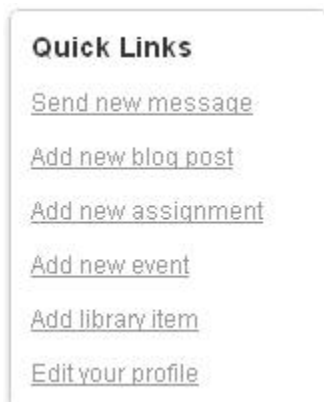 Quick Links
Send new message
Add new blog post
Add new assignment
Add new event
Add library item
Edit your profile